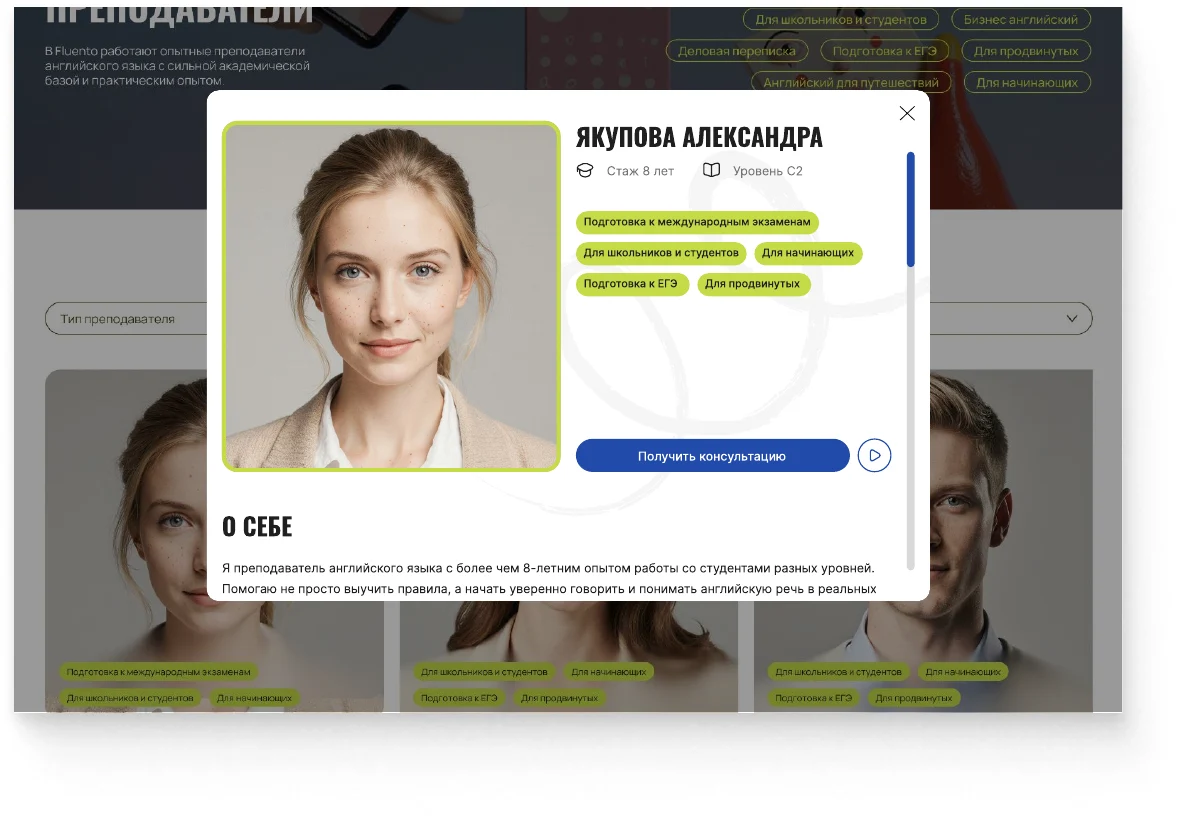 ПРЕПОДАВАТЕЛИ
В Fluento работают опытные преподаватели
английского языка с сильной академической
базой и практическим опытом
Для школьников и студентов
Бизнес английский
Деловая переписка
Подготовка к ЕГЭ
Для продвинутых
Английский для путешествий
Для начинающих
ЯКУПОВА АЛЕКСАНДРА
Стаж 8 лет
Уровень C2
Подготовка к международным экзаменам
Для школьников и студентов
Для начинающих
Подготовка к ЕГЭ
Для продвинутых
Получить консультацию
О СЕБЕ
Я преподаватель английского языка с более чем 8-летним опытом работы со студентами разных уровней.
Помогаю не просто выучить правила, а начать уверенно говорить и понимать английскую речь в реальных
Тип преподавателя
Подготовка к международным экзаменам
Для школьников и студентов
Для начинающих
Для школьников и студентов
Для начинающих
Подготовка к ЕГЭ
Для продвинутых
Для школьников и студентов
Для начинающих
Подготовка к ЕГЭ
Для продвинутых